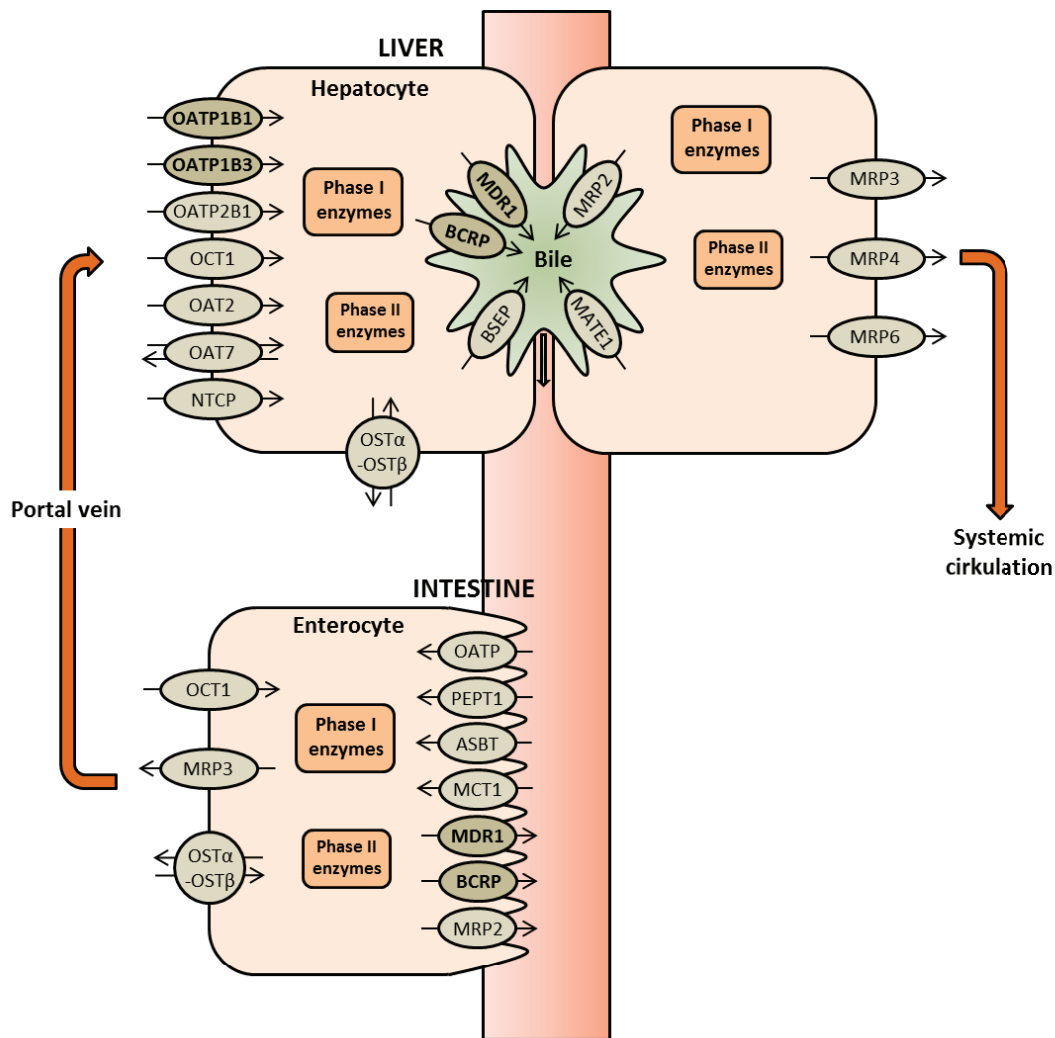 LIVER
Hepatocyte
OATP1B1
OATP1B3
OATP2B1
OCT1
OAT2
OAT7
NTCP
Phase I
enzymes
Phase II
enzymes
OSTα
-OSTβ
MDR1
BCRP
BSEP
MRP2
MATE1
Bile
Phase I
enzymes
Phase II
enzymes
MRP3
MRP4
MRP6
Portal vein
Systemic
cirkulation
INTESTINE
Enterocyte
OCT1
MRP3
OSTα
-OSTβ
Phase I
enzymes
Phase II
enzymes
OATP
PEPT1
ASBT
MCT1
MDR1
BCRP
MRP2